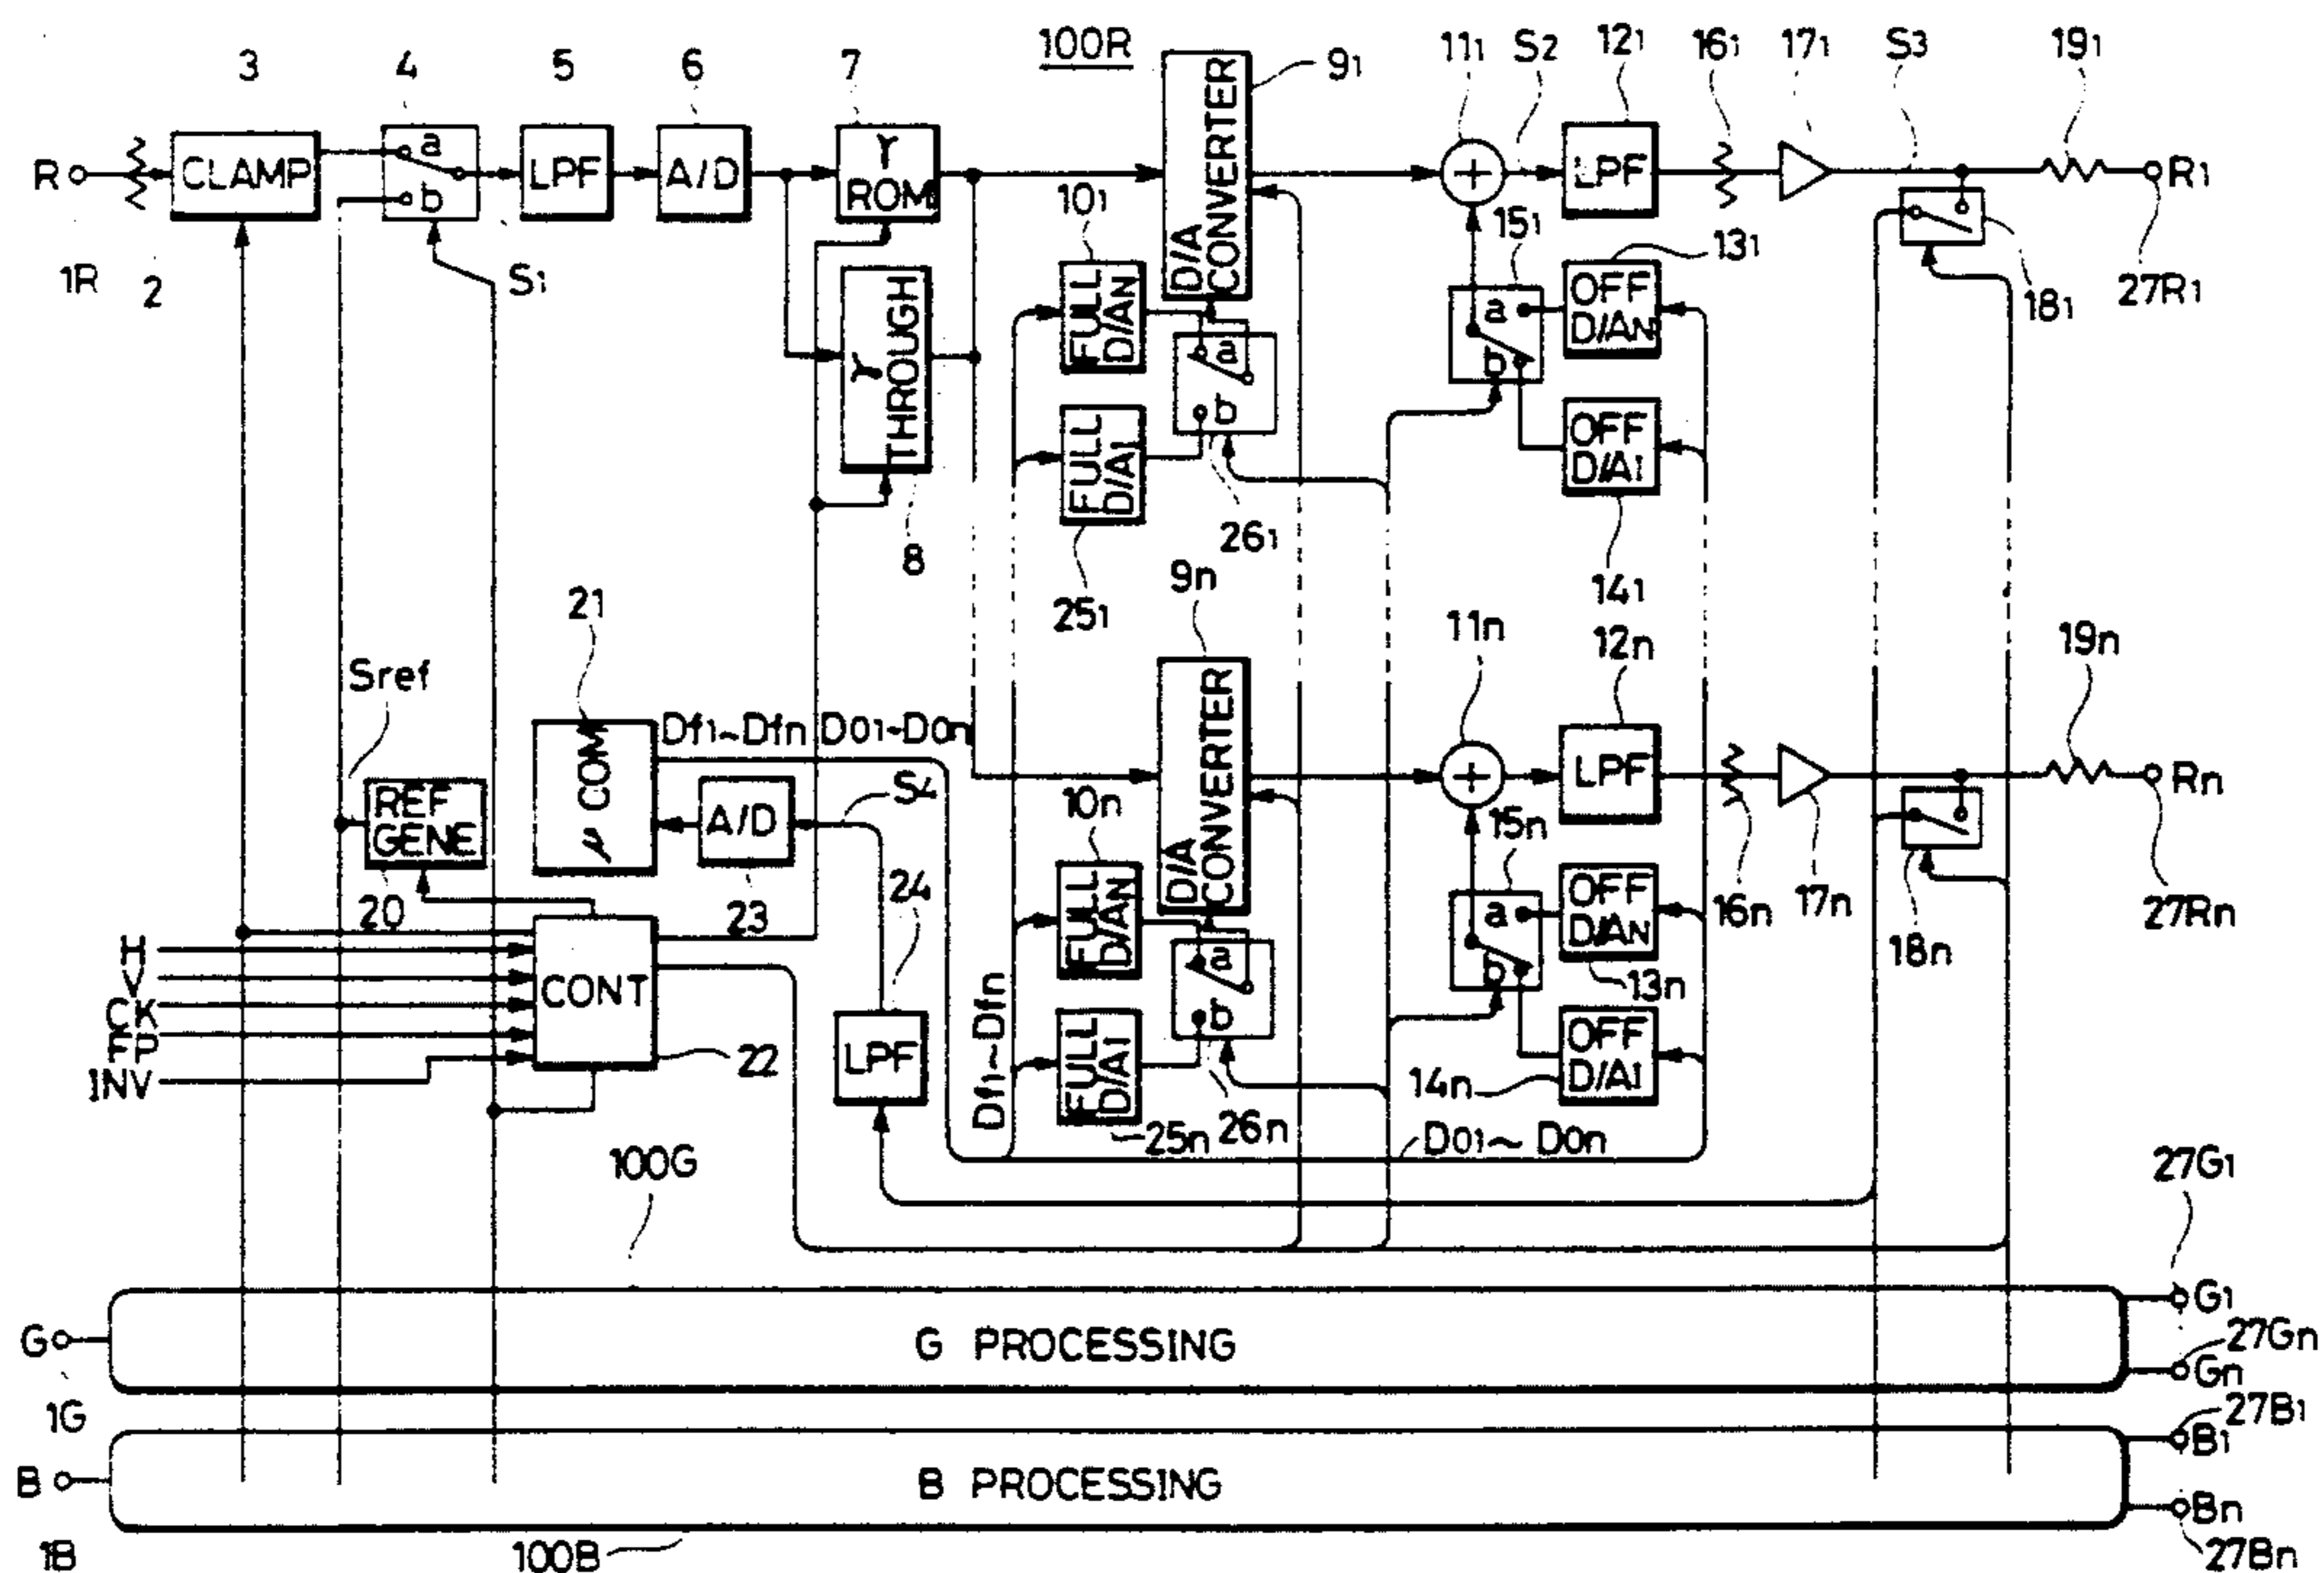 100R
3 4 5 6 7 9₁ 11₁ S₂ 12₁ 16₁ 17₁ S₃ 19₁
R
CLAMP
a
b
LPF
A/D
γ
ROM
D/A
CONVERTER
+
LPF
R₁
1R
2
S₁
10₁
FULL
D/AN
15₁
a
b
OFF
D/AN
13₁
18₁
27R₁
γ
THROUGH
a
b
FULL
D/AI
OFF
D/AI
8
25₁
26₁
14₁
21
9n
11n
12n
19n
Sref
μ COM
Df₁~Dfn D0₁~D0n
D/A
CONVERTER
+
LPF
Rn
REF
GENE
A/D
S₄
10n
15n
20
23
24
FULL
D/AN
a
b
OFF
D/AN
16n
17n
18n
27Rn
H
V
CK
FP
INV
CONT
22
LPF
Df₁~Dfn
a
b
13n
FULL
D/AI
14n
OFF
D/AI
25n
26n
D0₁~D0n
100G
27G₁
G
G PROCESSING
G₁
27Gn
Gn
1G
27B₁
B
B PROCESSING
B₁
Bn
1B
100B
27Bn